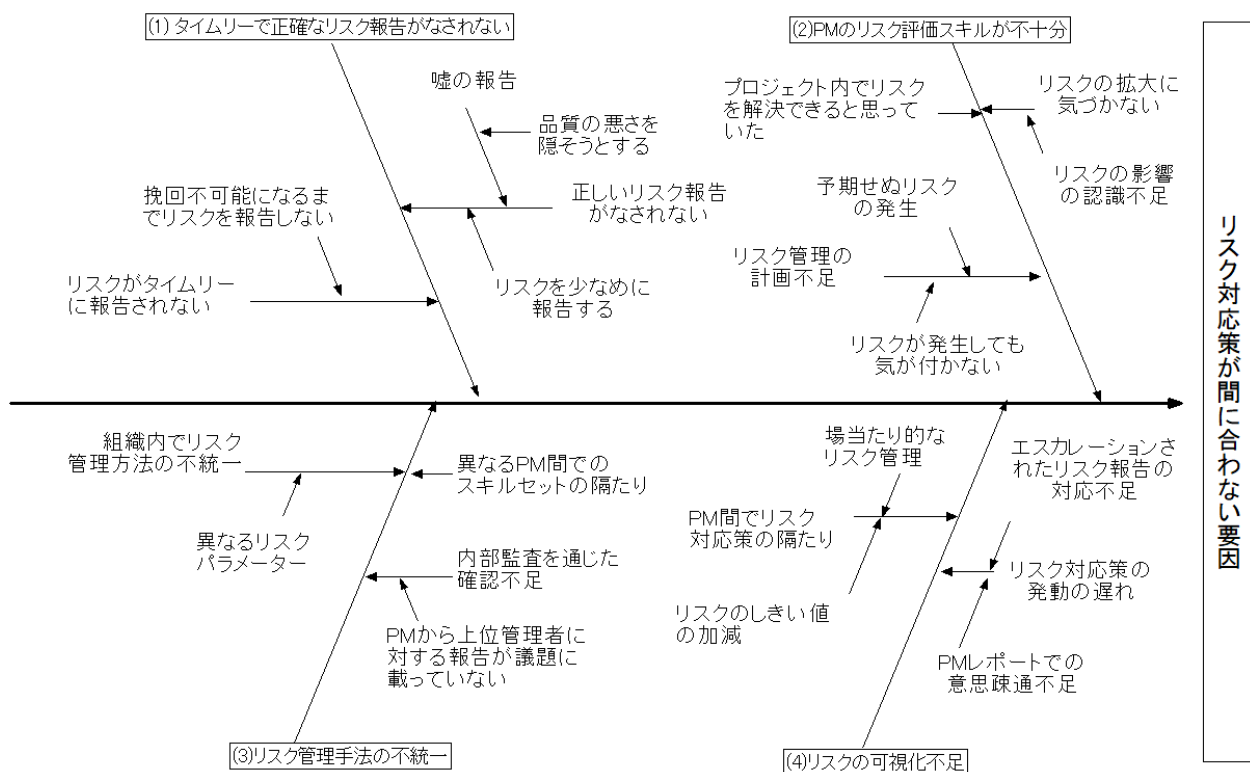 (1) タイムリーで正確なリスク報告がなされない
嘘の報告
品質の悪さを
隠そうとする
挽回不可能になるま
でリスクを報告しない
正しいリスク報告
がなされない
リスクがタイムリー
に報告されない
リスクを少なめに
報告する
(2)PMのリスク評価スキルが不十分
プロジェクト内でリスク
を解決できると思って
いた
リスクの拡大に
気づかない
リスクの影響
の認識不足
予期せぬリスク
の発生
リスク管理の
計画不足
リスクが発生しても
気が付かない
組織内でリスク
管理方法の不統一
異なるPM間での
スキルセットの隔たり
異なるリスク
パラメーター
内部監査を通じた
確認不足
PMから上位管理者に
対する報告が議題に
載っていない
(3)リスク管理手法の不統一
場当たり的な
リスク管理
エスカレーションさ
れたリスク報告の
対応不足
PM間でリスク
対応策の隔たり
リスク対応策の
発動の遅れ
リスクのしきい値
の加減
PMレポートでの
意思疎通不足
(4)リスクの可視化不足
リスク対応策が間に合わない要因